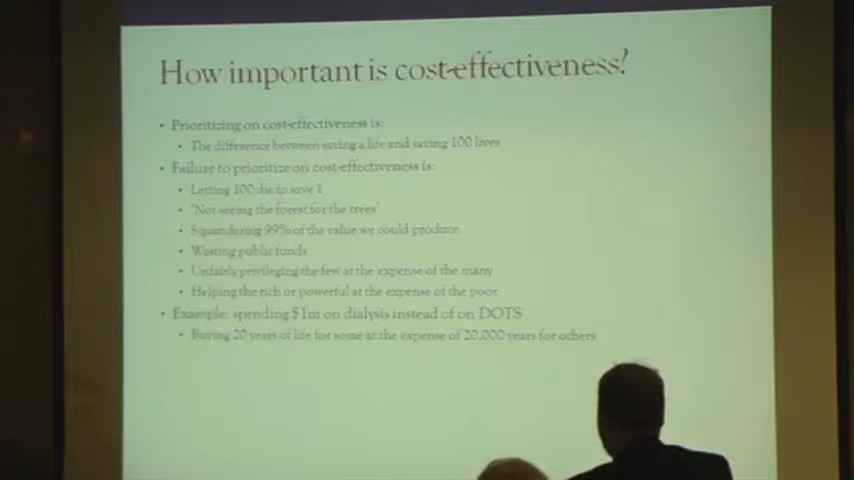 How important is cost-effectiveness?
• Prioritizing on cost-effectiveness is:
• The difference between saving a life and saving 100 lives
• Failure to prioritize on cost-effectiveness is:
• Letting 100 die to save 1
• "Not seeing the forest for the trees"
• Squandering 99% of the value we could produce
• Wasting public funds
• Unfairly privileging the few at the expense of the many
• Helping the rich or powerful at the expense of the poor
• Example: spending $1m on dialysis instead of on DOTS
• Buying 20 years of life for some at the expense of 20,000 years for others